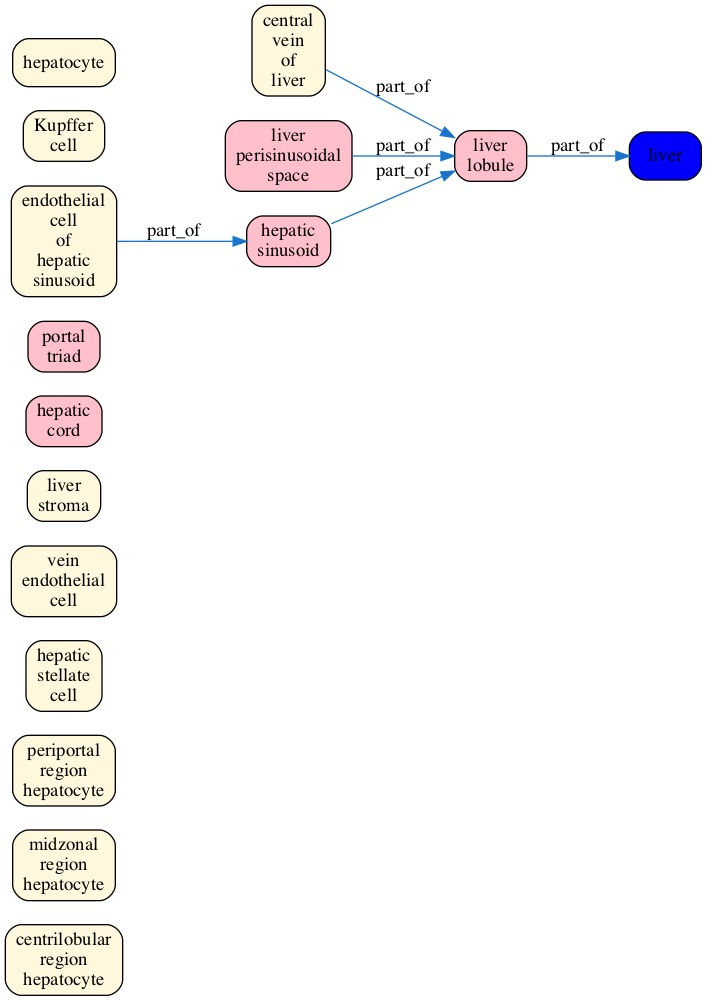 hepatocyte
Kupffer
cell
endothelial
cell
of
hepatic
sinusoid
portal
triad
hepatic
cord
liver
stroma
vein
endothelial
cell
hepatic
stellate
cell
periportal
region
hepatocyte
midzonal
region
hepatocyte
centrilobular
region
hepatocyte
part_of
central
vein
of
liver
liver
perisinusoidal
space
hepatic
sinusoid
part_of
part_of
part_of
liver
lobule
part_of
liver